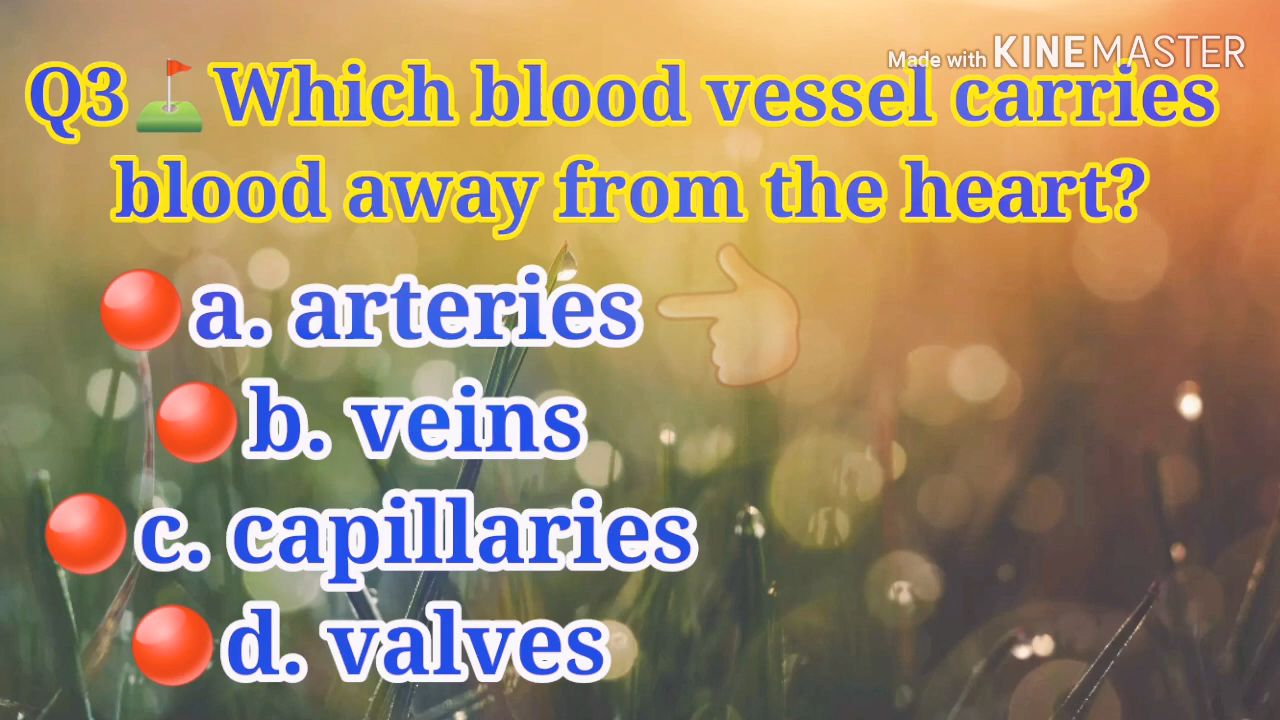 Made with KINEMASTER
Q3⛳Which blood vessel carries
blood away from the heart?
🔴a. arteries 👈
🔴b. veins
🔴c. capillaries
🔴d. valves